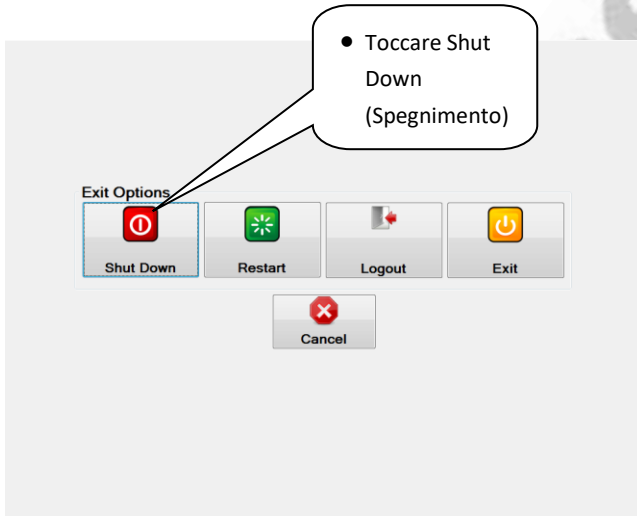 • Toccare Shut
Down
(Spegnimento)
Exit Options
Shut Down
Restart
Logout
Exit
Cancel